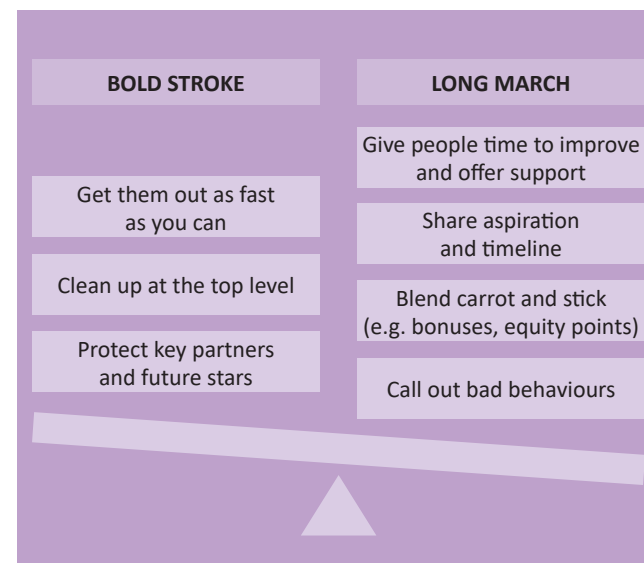 BOLD STROKE
Get them out as fast
as you can
Clean up at the top level
Protect key partners
and future stars
LONG MARCH
Give people time to improve
and offer support
Share aspiration
and timeline
Blend carrot and stick
(e.g. bonuses, equity points)
Call out bad behaviours